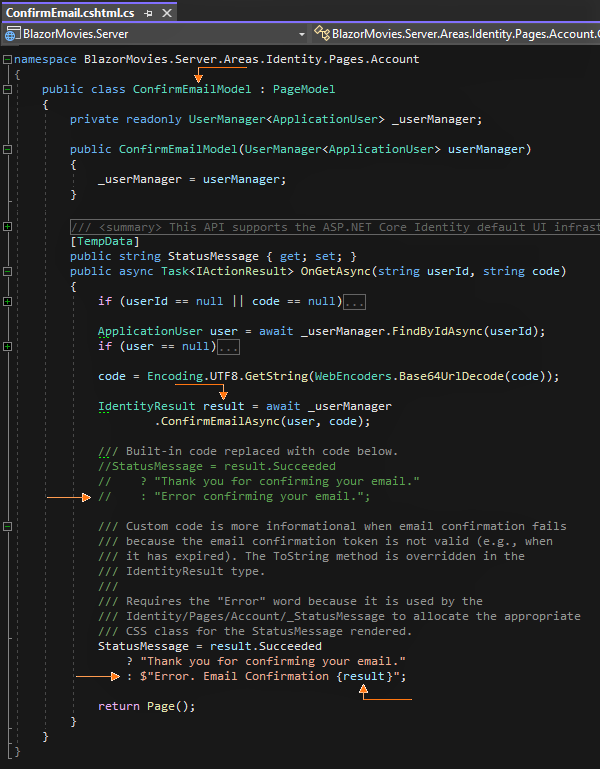 ConfirmEmail.cshtml.cs
BlazorMovies.Server
BlazorMovies.Server.Areas.Identity.Pages.Account.
namespace BlazorMovies.Server.Areas.Identity.Pages.Account
{
public class ConfirmEmailModel : PageModel
{
private readonly UserManager<ApplicationUser> _userManager;
public ConfirmEmailModel(UserManager<ApplicationUser> userManager)
{
_userManager = userManager;
}
/// <summary> This API supports the ASP.NET Core Identity default UI infrast
[TempData]
public string StatusMessage { get; set; }
public async Task<IActionResult> OnGetAsync(string userId, string code)
{
if (userId == null || code == null)...
ApplicationUser user = await _userManager.FindByIdAsync(userId);
if (user == null)...
code = Encoding.UTF8.GetString(WebEncoders.Base64UrlDecode(code));
IdentityResult result = await _userManager
.ConfirmEmailAsync(user, code);
/// Built-in code replaced with code below.
//StatusMessage = result.Succeeded
// ? "Thank you for confirming your email."
// : "Error confirming your email.";
/// Custom code is more informational when email confirmation fails
/// because the email confirmation token is not valid (e.g., when
/// it has expired). The ToString method is overridden in the
/// IdentityResult type.
///
/// Requires the "Error" word because it is used by the
/// Identity/Pages/Account/_StatusMessage to allocate the appropriate
/// CSS class for the StatusMessage rendered.
StatusMessage = result.Succeeded
? "Thank you for confirming your email."
: $"Error. Email Confirmation {result}";
return Page();
}
}
}